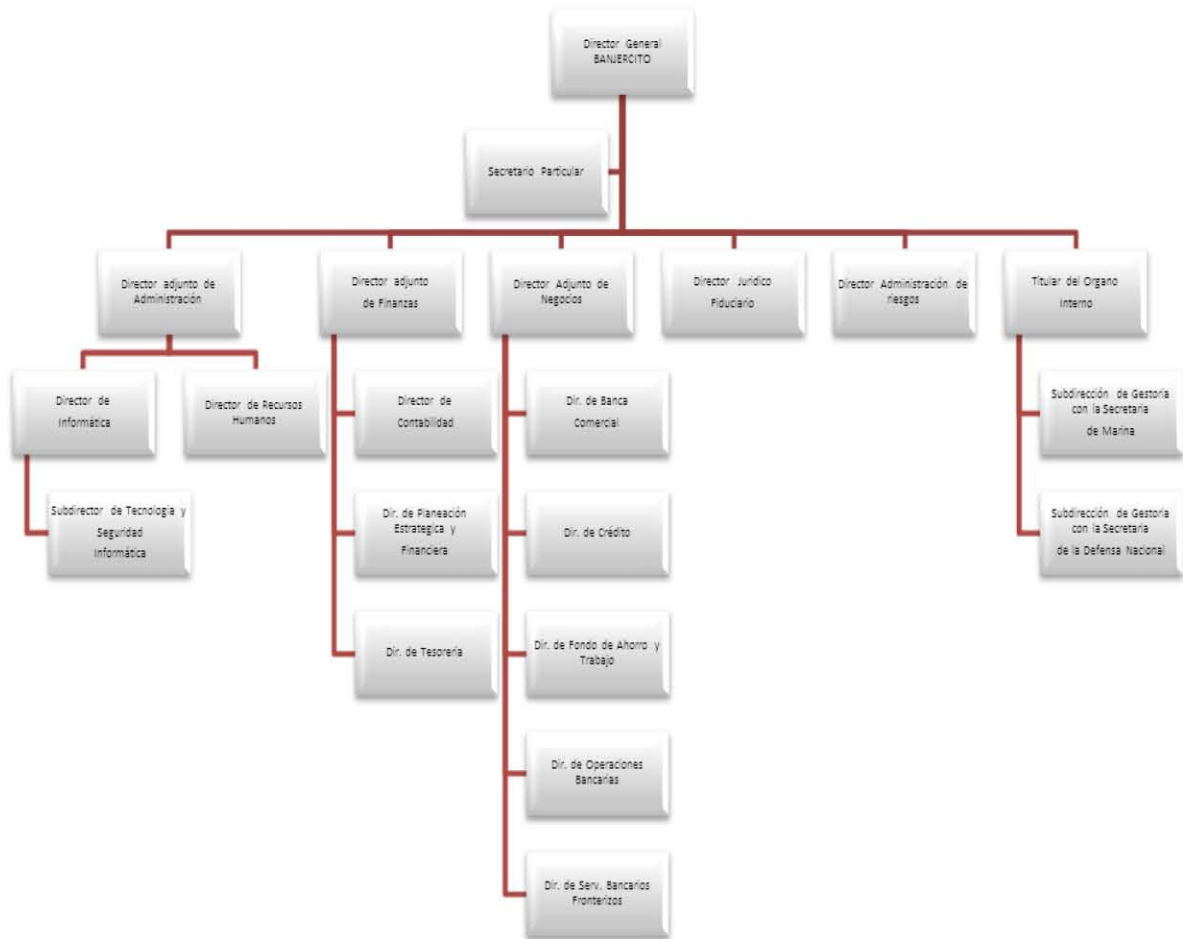 Director General
BANJERCITO
Secretario Particular
Director adjunto de
Administración
Director adjunto
de Finanzas
Director Adjunto de
Negocios
Director Jurídico
Fiduciario
Director Administración de
riesgos
Títular del Organo
Interno
Director de
Informática
Director de Recursos
Humanos
Director de
Contabilidad
Dir. de Banca
Comercial
Subdirección de Gestoría
con la Secretaria
de Marina
Subdirector de Tecnología y
Seguridad
Informática
Dir. de Planeación
Estrategica y
Financiera
Dir. de Crédito
Subdirección de Gestoría
con la Secretaria
de la Defensa Nacional
Dir. de Tesorería
Dir. de Fondo de Ahorro y
Trabajo
Dir. de Operaciones
Bancarias
Dir. de Serv. Bancarios
Fronterizos